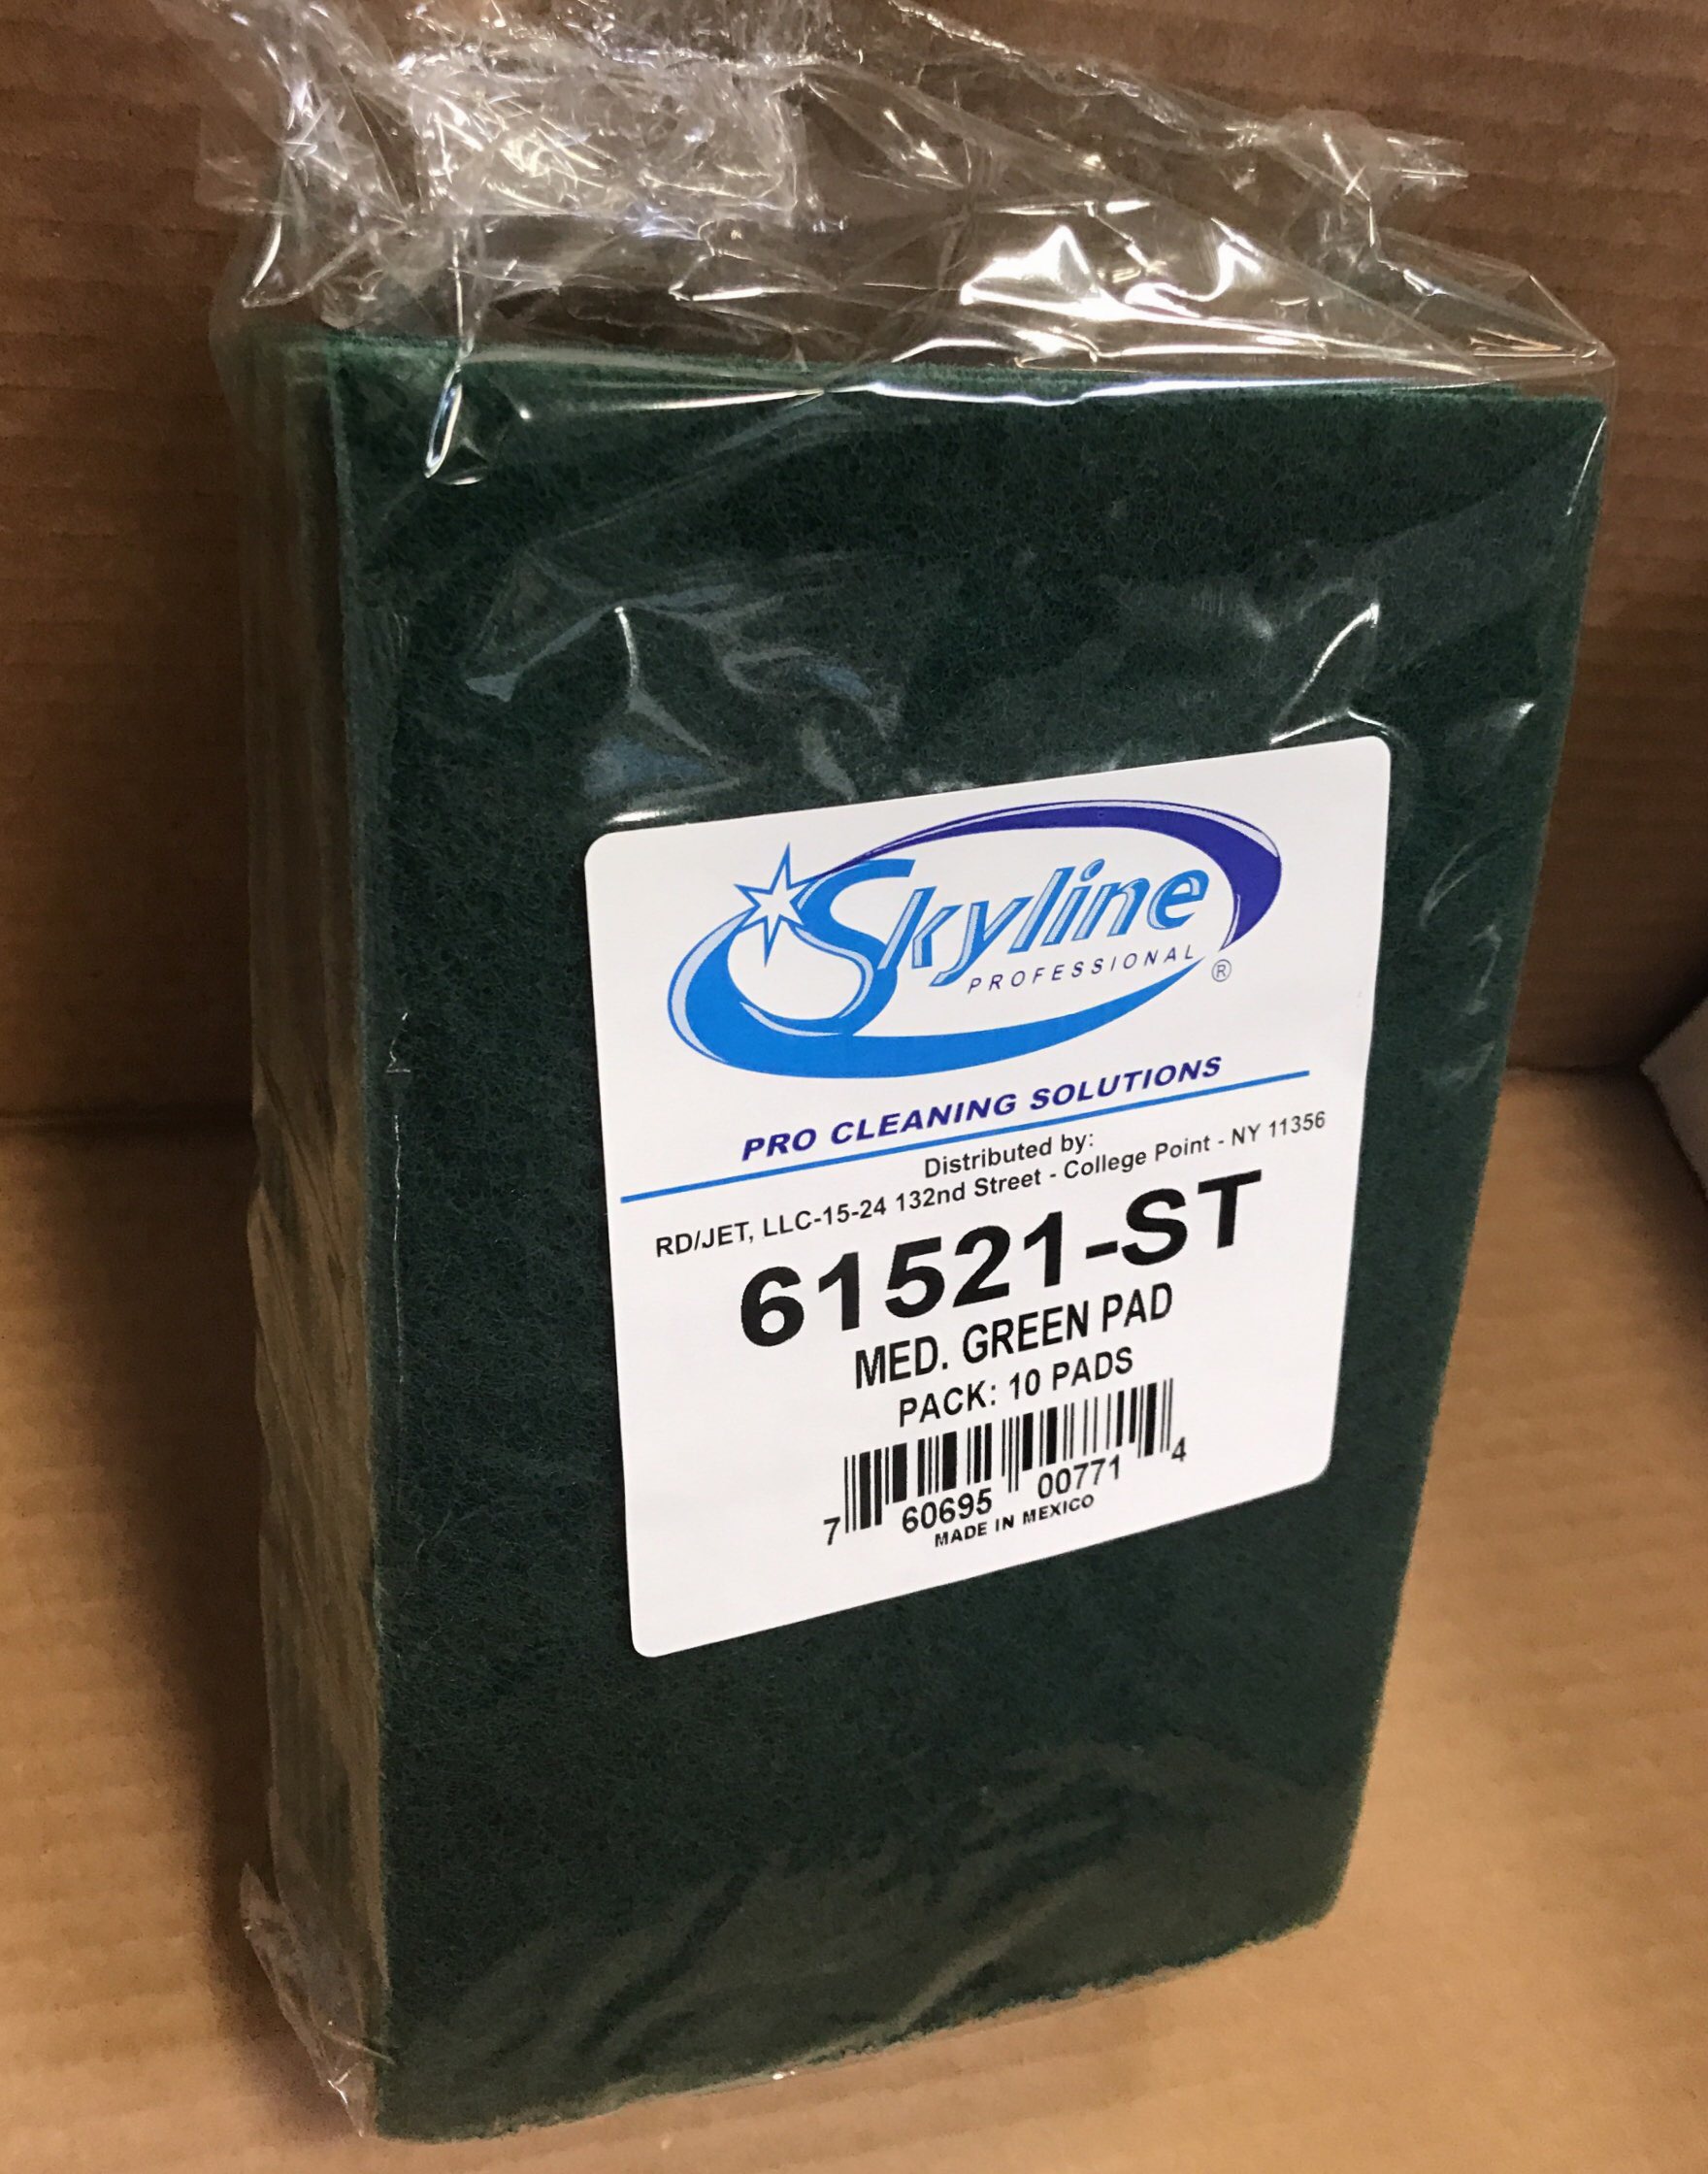 Skyline
PROFESSIONAL ®
PRO CLEANING SOLUTIONS
Distributed by:
RD/JET, LLC-15-24 132nd Street - College Point - NY 11356
61521-ST
MED. GREEN PAD
PACK: 10 PADS
7 60695 00771 4
MADE IN MEXICO